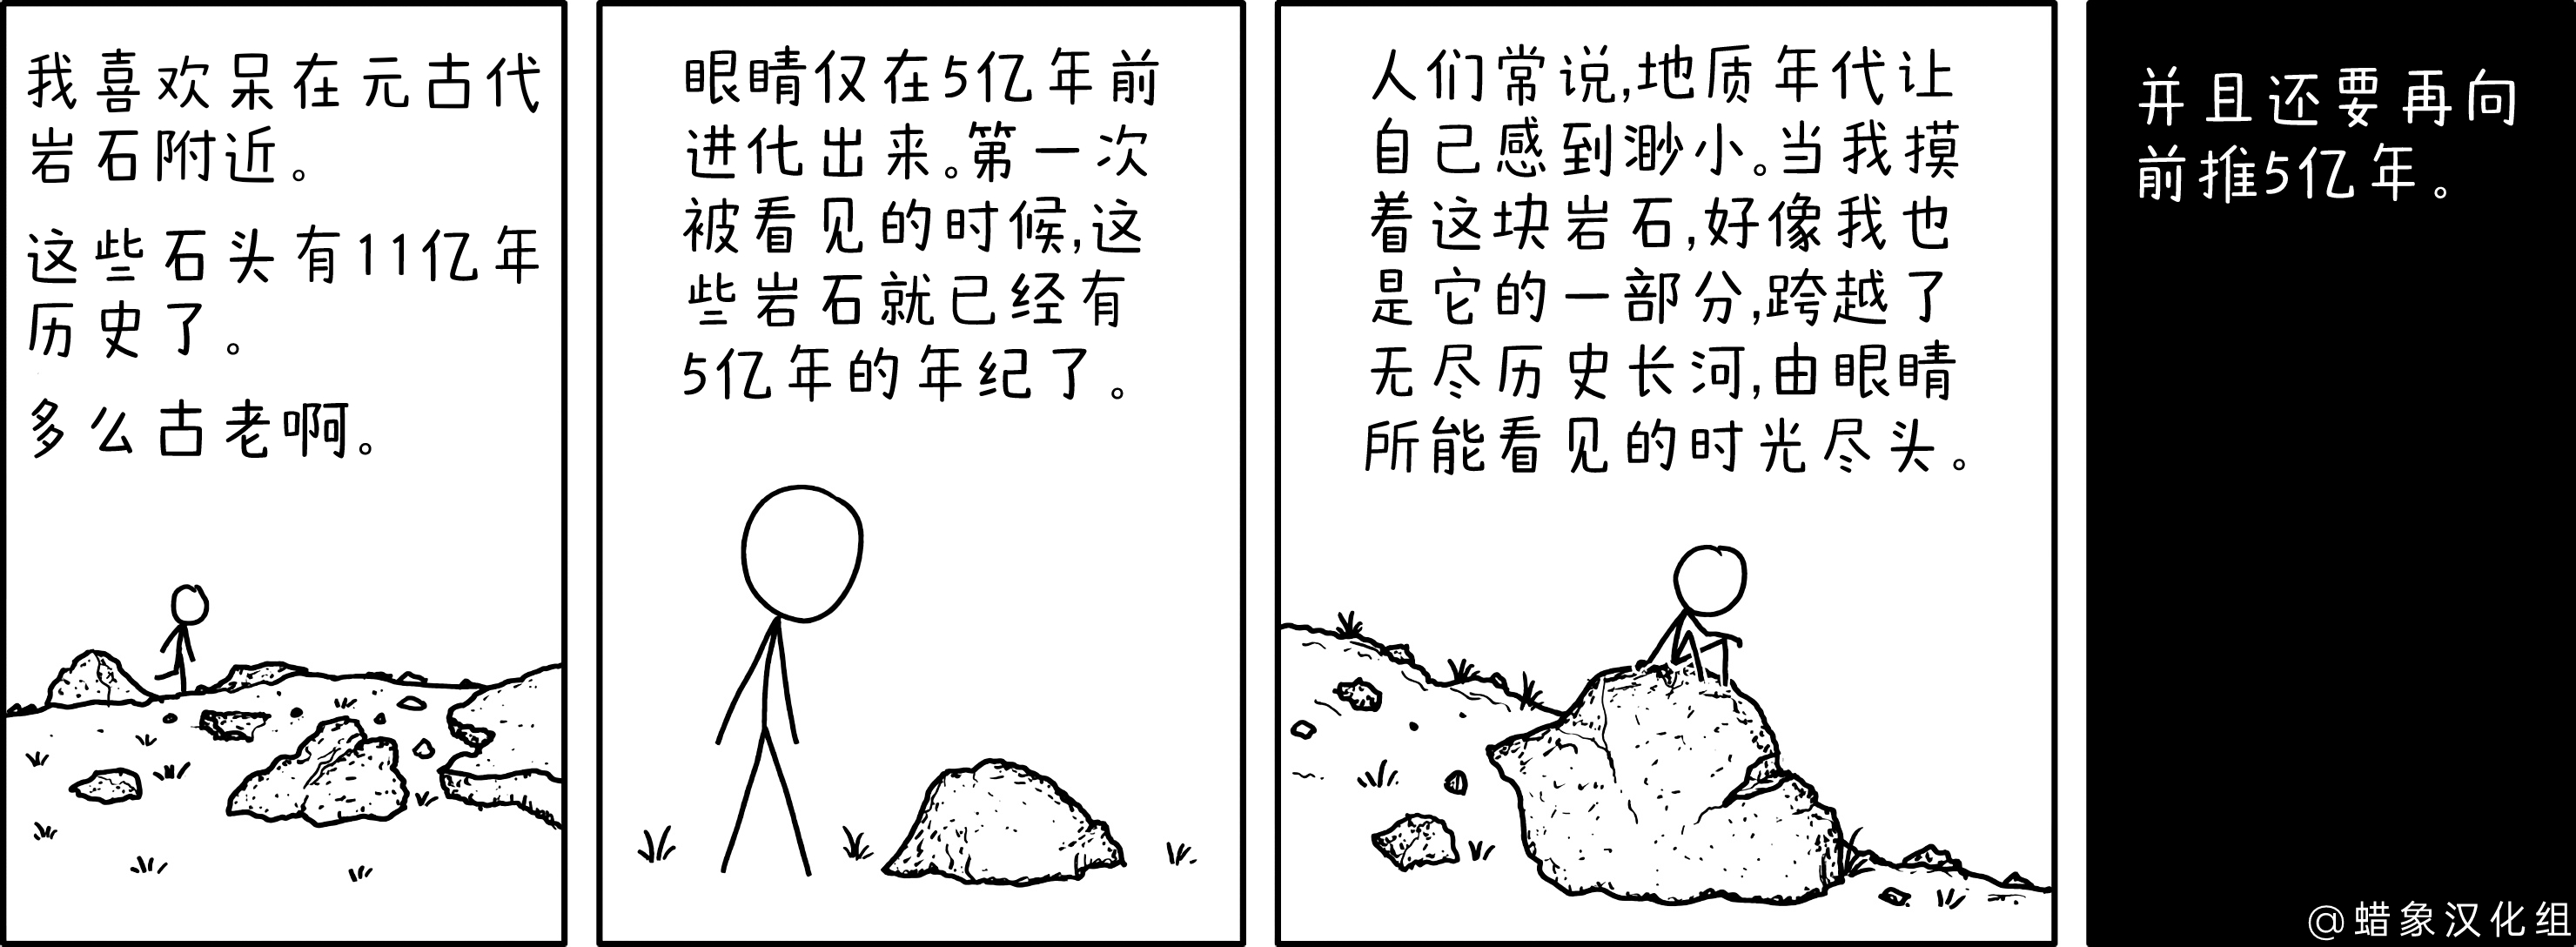 我喜欢呆在元古代
岩石附近。
这些石头有11亿年
历史了。
多么古老啊。
眼睛仅在5亿年前
进化出来。第一次
被看见的时候,这
些岩石就已经有
5亿年的年纪了。
人们常说,地质年代让
自己感到渺小。当我摸
着这块岩石,好像我也
是它的一部分,跨越了
无尽历史长河,由眼睛
所能看见的时光尽头。
并且还要再向
前推5亿年。
@蜡象汉化组